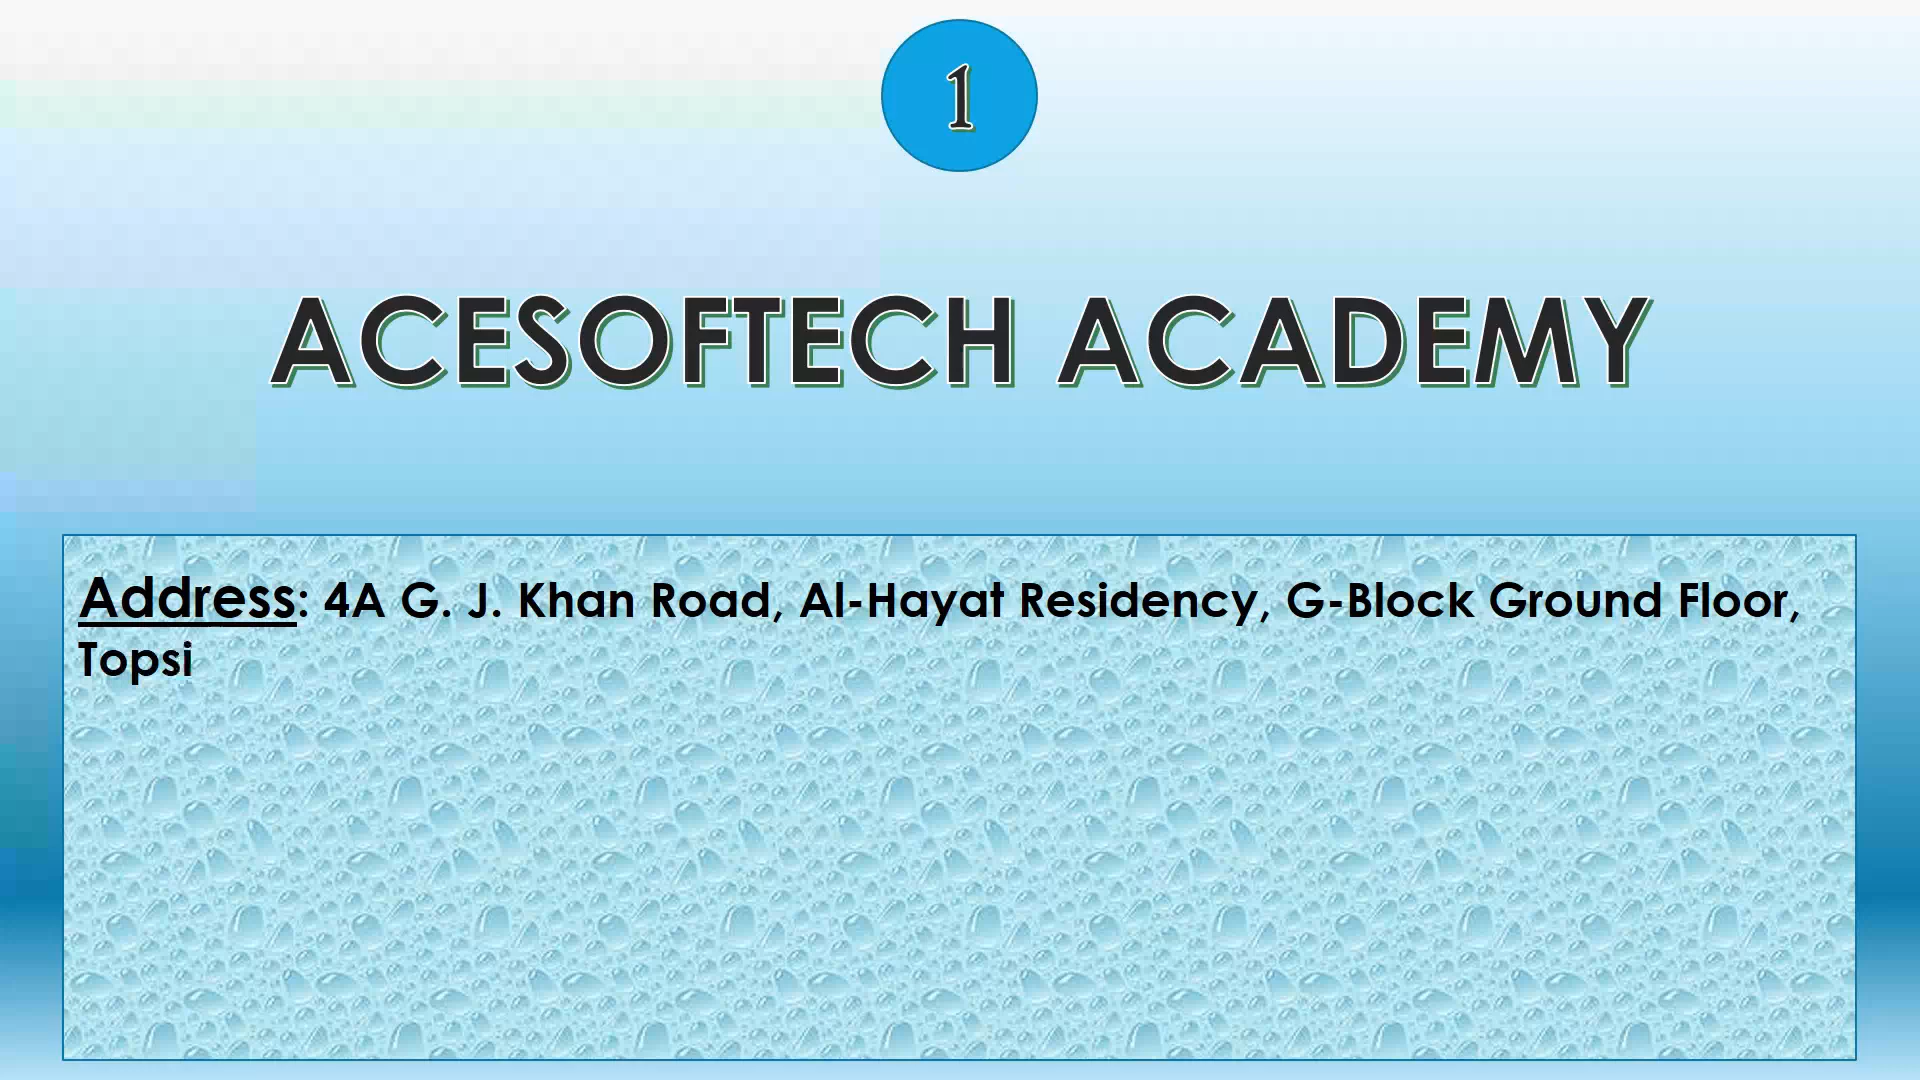 1
ACESOFTECH ACADEMY
Address: 4A G. J. Khan Road, Al-Hayat Residency, G-Block Ground Floor,
Topsi